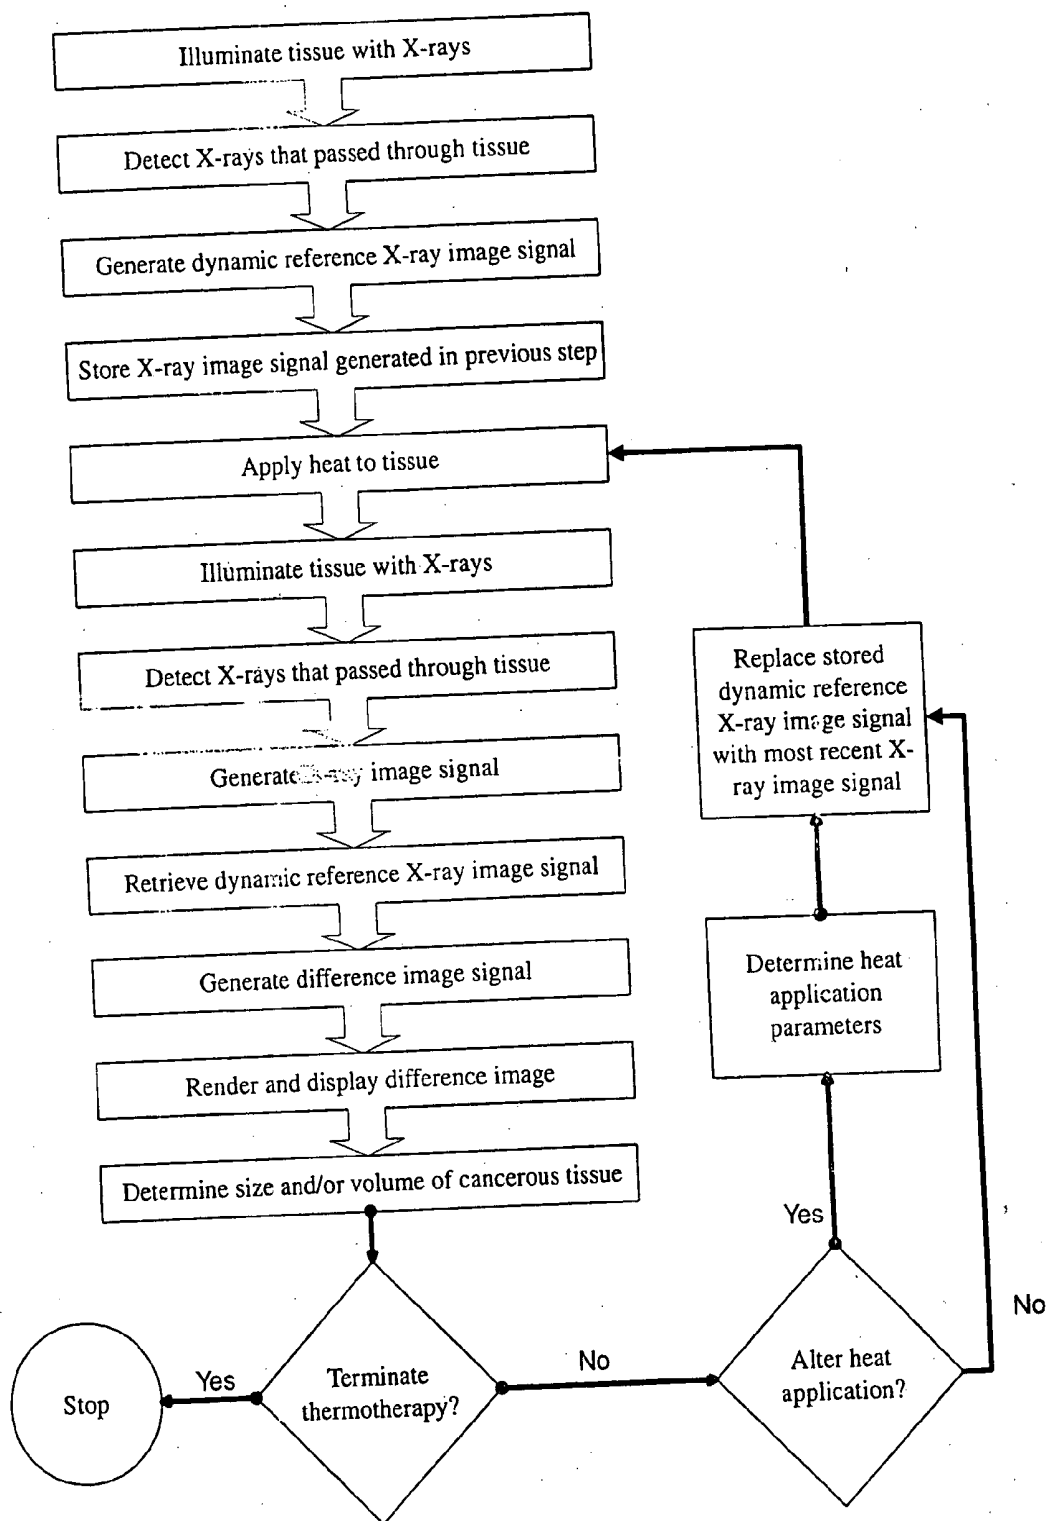 Illuminate tissue with X-rays
Detect X-rays that passed through tissue
Generate dynamic reference X-ray image signal
Store X-ray image signal generated in previous step
Apply heat to tissue
Illuminate tissue with X-rays
Detect X-rays that passed through tissue
Generate X-ray image signal
Retrieve dynamic reference X-ray image signal
Generate difference image signal
Render and display difference image
Determine size and/or volume of cancerous tissue
Terminate
thermotherapy?
Yes
Stop
No
Alter heat
application?
Yes
No
Determine heat
application
parameters
Replace stored
dynamic reference
X-ray image signal
with most recent X-
ray image signal